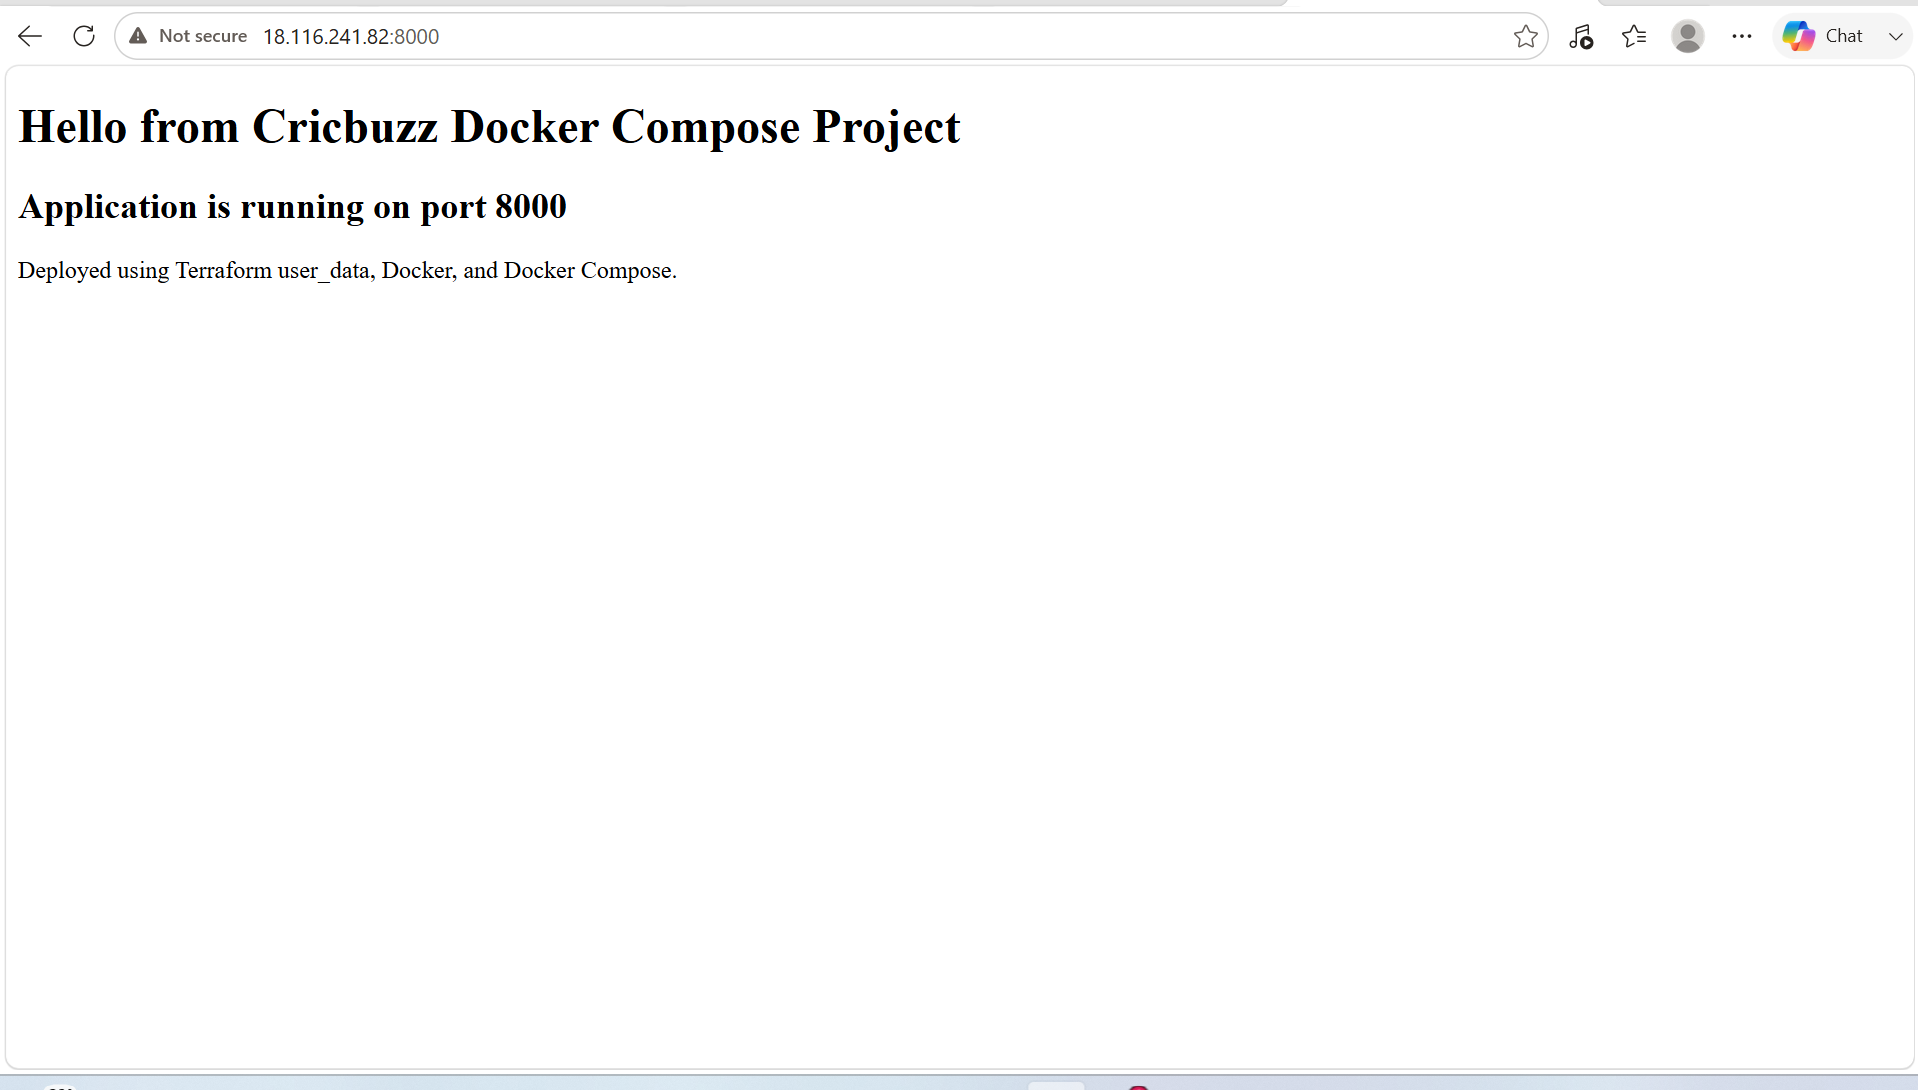 Not secure 18.116.241.82:8000
Chat
Hello from Cricbuzz Docker Compose Project
Application is running on port 8000
Deployed using Terraform user_data, Docker, and Docker Compose.